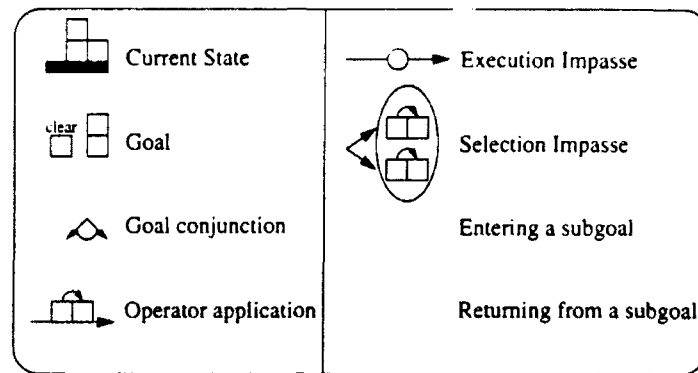 Current State
clear
Goal
Goal conjunction
Operator application
Execution Impasse
Selection Impasse
Entering a subgoal
Returning from a subgoal